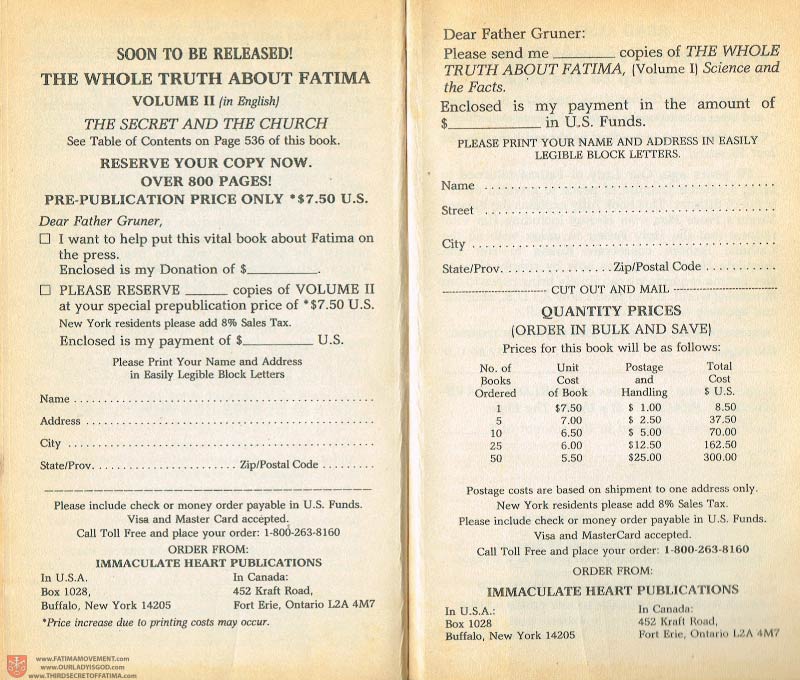 SOON TO BE RELEASED!
THE WHOLE TRUTH ABOUT FATIMA
VOLUME II (in English)
THE SECRET AND THE CHURCH
See Table of Contents on Page 536 of this book.
RESERVE YOUR COPY NOW.
OVER 800 PAGES!
PRE-PUBLICATION PRICE ONLY *$7.50 U.S.
Dear Father Gruner,
☐ I want to help put this vital book about Fatima on
the press.
Enclosed is my Donation of $__________.
☐ PLEASE RESERVE ______ copies of VOLUME II
at your special prepublication price of *$7.50 U.S.
New York residents please add 8% Sales Tax.
Enclosed is my payment of $__________ U.S.
Please Print Your Name and Address
in Easily Legible Block Letters
Name ............................................
Address ..........................................
City ..............................................
State/Prov. ........................ Zip/Postal Code .........
Please include check or money order payable in U.S. Funds.
Visa and Master Card accepted.
Call Toll Free and place your order: 1-800-263-8160
ORDER FROM:
IMMACULATE HEART PUBLICATIONS
In U.S.A. In Canada:
Box 1028, 452 Kraft Road,
Buffalo, New York 14205 Fort Erie, Ontario L2A 4M7
*Price increase due to printing costs may occur.
www.FATIMAMOVEMENT.com
www.OURLADYISGOD.com
www.THIRDSECRETOFFATIMA.com
Dear Father Gruner:
Please send me ________ copies of THE WHOLE
TRUTH ABOUT FATIMA, (Volume I) Science and
the Facts.
Enclosed is my payment in the amount of
$____________ in U.S. Funds.
PLEASE PRINT YOUR NAME AND ADDRESS IN EASILY
LEGIBLE BLOCK LETTERS.
Name ............................................
Street ............................................
City ..............................................
State/Prov. ................. Zip/Postal Code ..........
CUT OUT AND MAIL
QUANTITY PRICES
(ORDER IN BULK AND SAVE)
Prices for this book will be as follows:
No. of Unit Postage Total
Books Cost and Cost
Ordered of Book Handling $ U.S.
1 $7.50 $ 1.00 8.50
5 7.00 $ 2.50 37.50
10 6.50 $ 5.00 70.00
25 6.00 $12.50 162.50
50 5.50 $25.00 300.00
Postage costs are based on shipment to one address only.
New York residents please add 8% Sales Tax.
Please include check or money order payable in U.S. Funds.
Visa and MasterCard accepted.
Call Toll Free and place your order: 1-800-263-8160
ORDER FROM:
IMMACULATE HEART PUBLICATIONS
In U.S.A.: In Canada:
Box 1028 452 Kraft Road,
Buffalo, New York 14205 Fort Erie, Ontario L2A 4M7